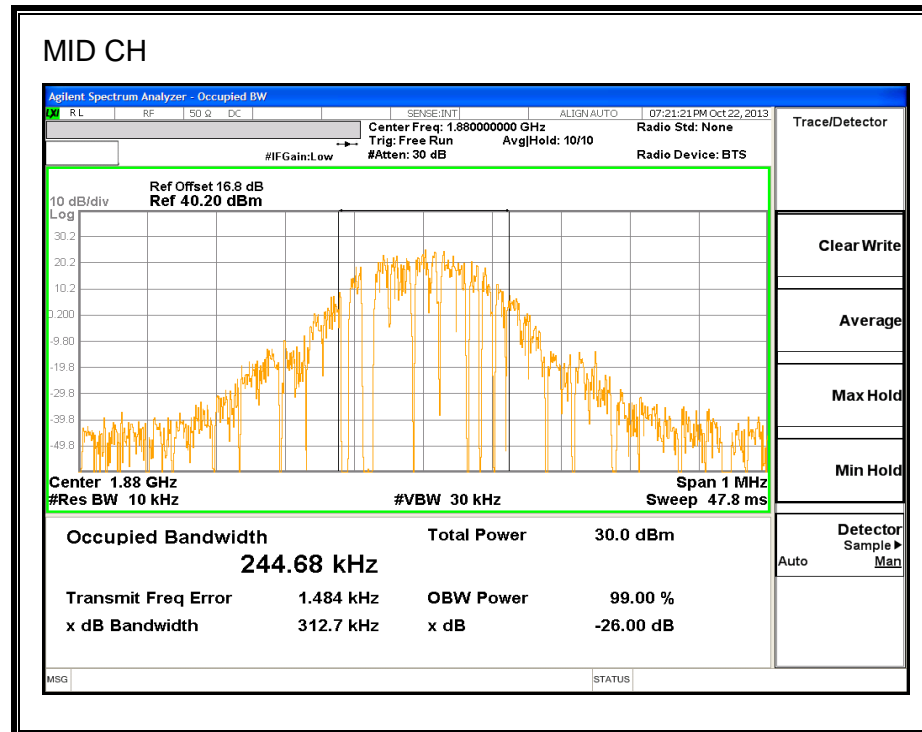 MID CH
Agilent Spectrum Analyzer - Occupied BW
LXI RL RF 50 Ω DC SENSE:INT ALIGN AUTO 07:21:21 PM Oct 22, 2013
Center Freq: 1.880000000 GHz Radio Std: None
Trig: Free Run Avg|Hold: 10/10
#IFGain:Low #Atten: 30 dB Radio Device: BTS
Ref Offset 16.8 dB
10 dB/div Ref 40.20 dBm
Log
30.2
20.2
10.2
0.200
-9.80
-19.8
-29.8
-39.8
-49.8
Center 1.88 GHz Span 1 MHz
#Res BW 10 kHz #VBW 30 kHz Sweep 47.8 ms
Occupied Bandwidth Total Power 30.0 dBm
244.68 kHz
Transmit Freq Error 1.484 kHz OBW Power 99.00 %
x dB Bandwidth 312.7 kHz x dB -26.00 dB
MSG STATUS
Trace/Detector
Clear Write
Average
Max Hold
Min Hold
Detector
Sample▶
Auto Man